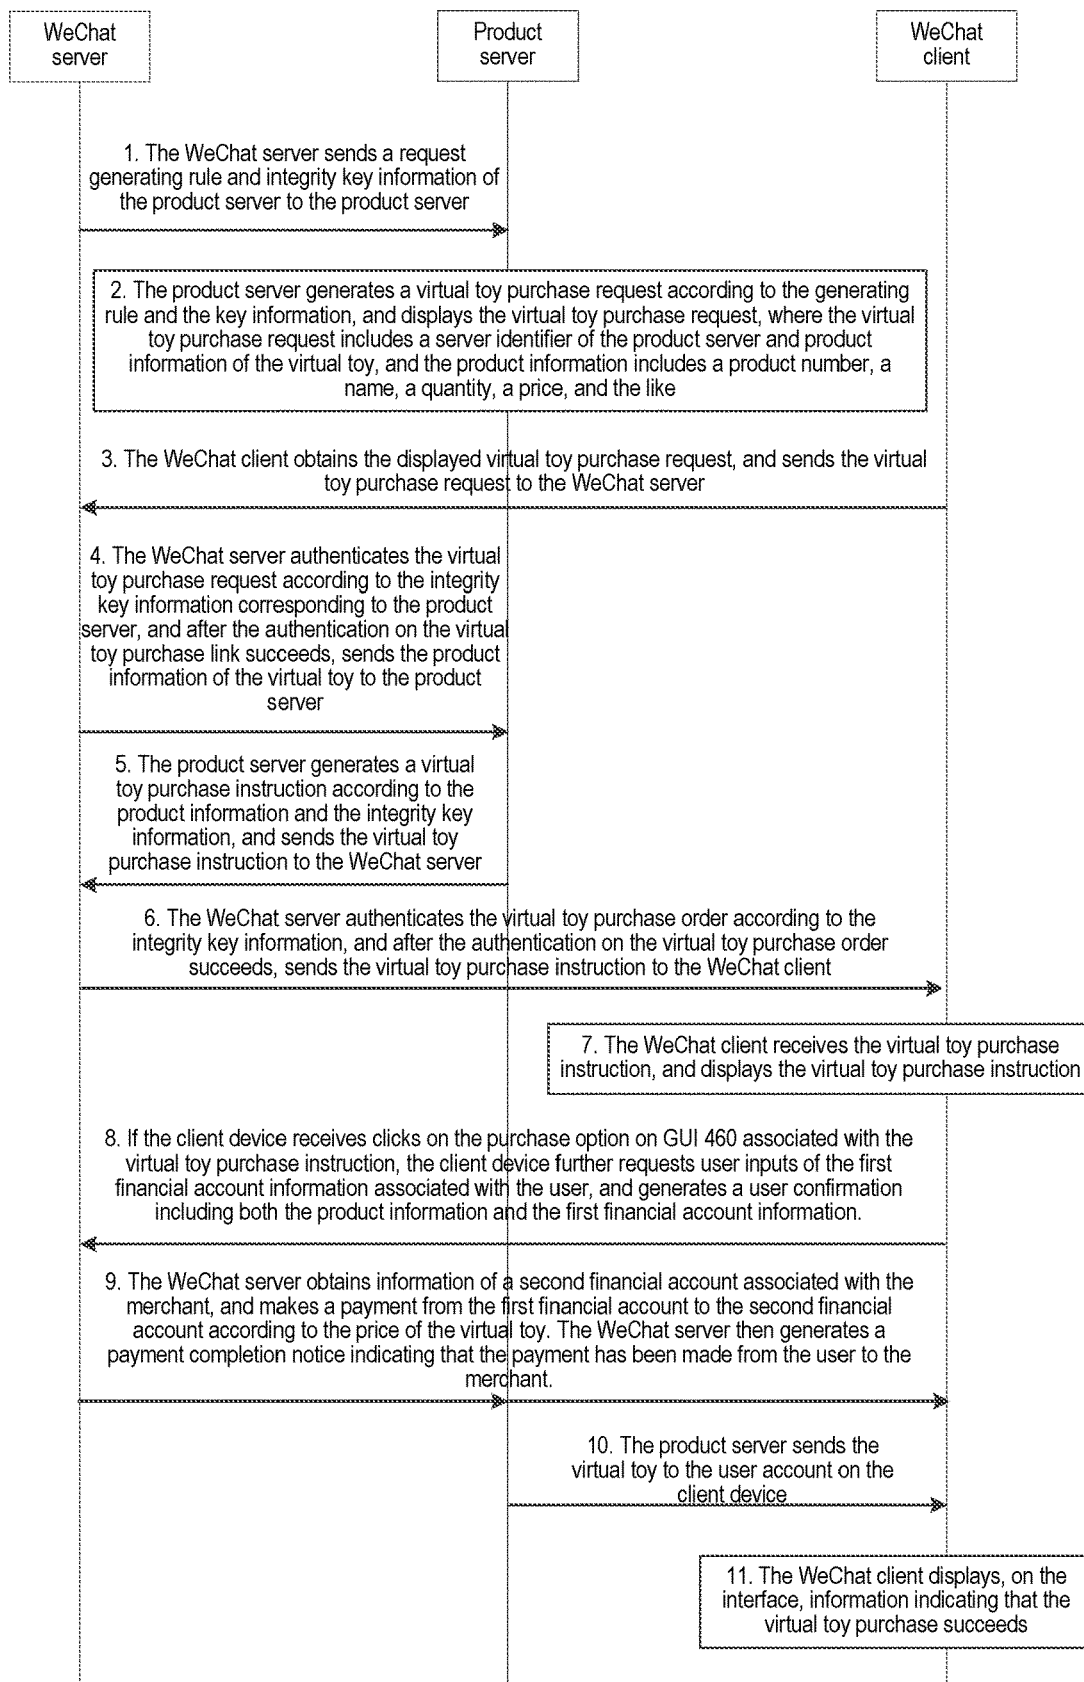 WeChat
server
Product
server
WeChat
client
1. The WeChat server sends a request
generating rule and integrity key information of
the product server to the product server
2. The product server generates a virtual toy purchase request according to the generating
rule and the key information, and displays the virtual toy purchase request, where the virtual
toy purchase request includes a server identifier of the product server and product
information of the virtual toy, and the product information includes a product number, a
name, a quantity, a price, and the like
3. The WeChat client obtains the displayed virtual toy purchase request, and sends the virtual
toy purchase request to the WeChat server
4. The WeChat server authenticates the virtual
toy purchase request according to the integrity
key information corresponding to the product
server, and after the authentication on the virtual
toy purchase link succeeds, sends the product
information of the virtual toy to the product
server
5. The product server generates a virtual
toy purchase instruction according to the
product information and the integrity key
information, and sends the virtual toy
purchase instruction to the WeChat server
6. The WeChat server authenticates the virtual toy purchase order according to the
integrity key information, and after the authentication on the virtual toy purchase order
succeeds, sends the virtual toy purchase instruction to the WeChat client
7. The WeChat client receives the virtual toy purchase
instruction, and displays the virtual toy purchase instruction
8. If the client device receives clicks on the purchase option on GUI 460 associated with the
virtual toy purchase instruction, the client device further requests user inputs of the first
financial account information associated with the user, and generates a user confirmation
including both the product information and the first financial account information.
9. The WeChat server obtains information of a second financial account associated with the
merchant, and makes a payment from the first financial account to the second financial
account according to the price of the virtual toy. The WeChat server then generates a
payment completion notice indicating that the payment has been made from the user to the
merchant.
10. The product server sends the
virtual toy to the user account on the
client device
11. The WeChat client displays, on the
interface, information indicating that the
virtual toy purchase succeeds